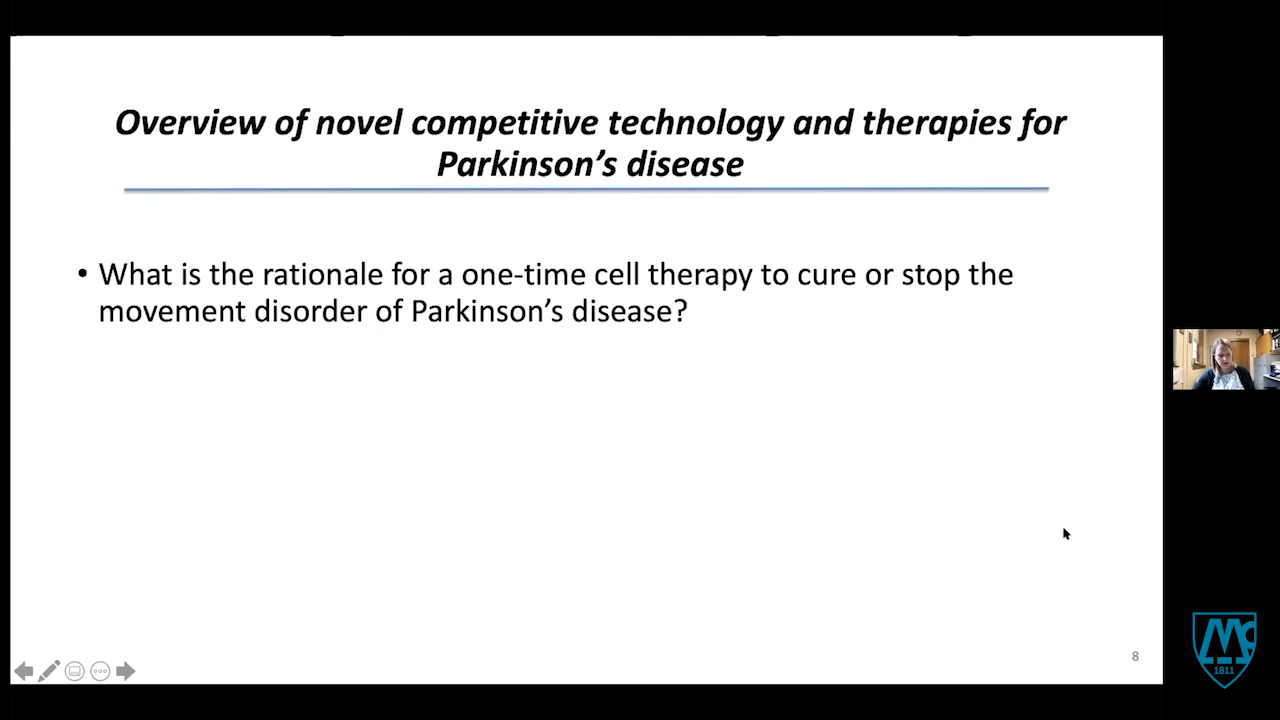 Overview of novel competitive technology and therapies for
Parkinson’s disease
• What is the rationale for a one-time cell therapy to cure or stop the
movement disorder of Parkinson’s disease?
8
Mc
1811